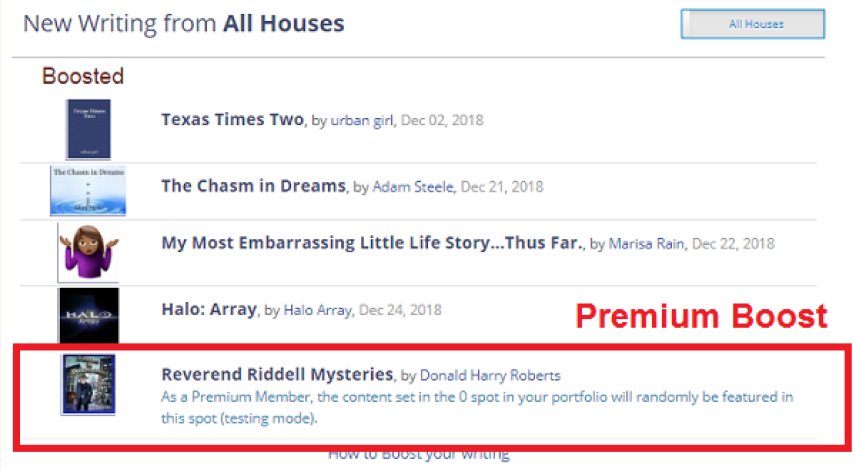 New Writing from All Houses
All Houses
Boosted
Texas Times Two
Texas Times Two, by urban girl, Dec 02, 2018
urban girl
The Chasm in Dreams
The Chasm in Dreams, by Adam Steele, Dec 21, 2018
My Most Embarrassing Little Life Story...Thus Far., by Marisa Rain, Dec 22, 2018
HALO
Halo: Array, by Halo Array, Dec 24, 2018
Premium Boost
Reverend Riddell Mysteries, by Donald Harry Roberts
As a Premium Member, the content set in the 0 spot in your portfolio will randomly be featured in
this spot (testing mode).
How to Boost your writing